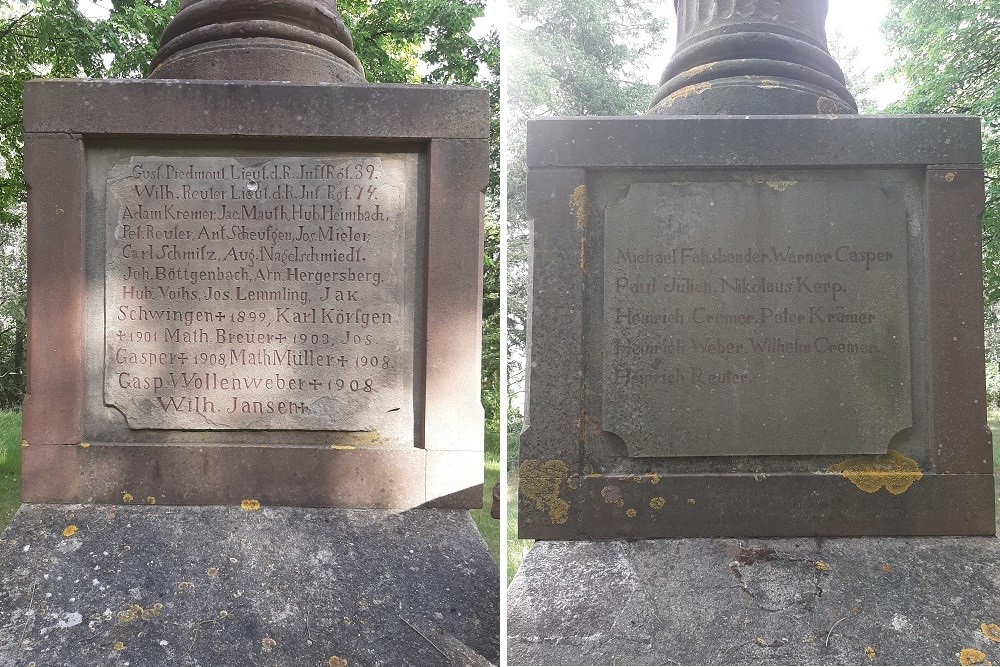 Gust. Piedmont Lieut. d. R. Inft Rgt. 39.
Wilh. Reuter Lieut. d. R. Inf. Rgt. 74.
Adam Kremer, Jac. Mauth, Hub. Heimbach,
Pet. Reuter, Ant. Scheufgen, Jos. Mieler,
Carl Schmitz, Aug. Nagelschmiedt,
Joh. Böttgenbach, Arn. Hergersberg,
Hub. Voihs, Jos. Lemmling, Jak.
Schwingen + 1899, Karl Körfgen
+ 1901 Math. Breuer + 1903, Jos.
Gasper + 1908, Math Müller + 1908.
Gasp. Wollenweber + 1908
Wilh. Jansen +
Michael Fahsbender. Werner Casper
Paul Jülich. Nikolaus Kerp.
Heinrich Cremer. Peter Krämer
Heinrich Weber. Wilhelm Cremer.
Heinrich Reuter.